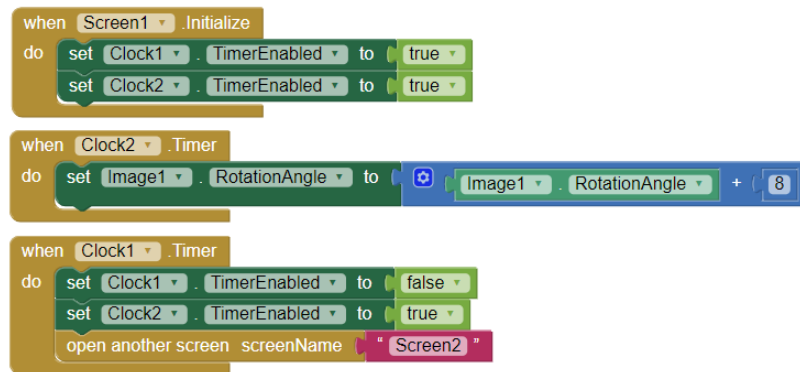 when Screen1 .Initialize
do set Clock1 . TimerEnabled to true
set Clock2 . TimerEnabled to true
when Clock2 .Timer
do set Image1 . RotationAngle to Image1 . RotationAngle + 8
when Clock1 .Timer
do set Clock1 . TimerEnabled to false
set Clock2 . TimerEnabled to true
open another screen screenName " Screen2 "